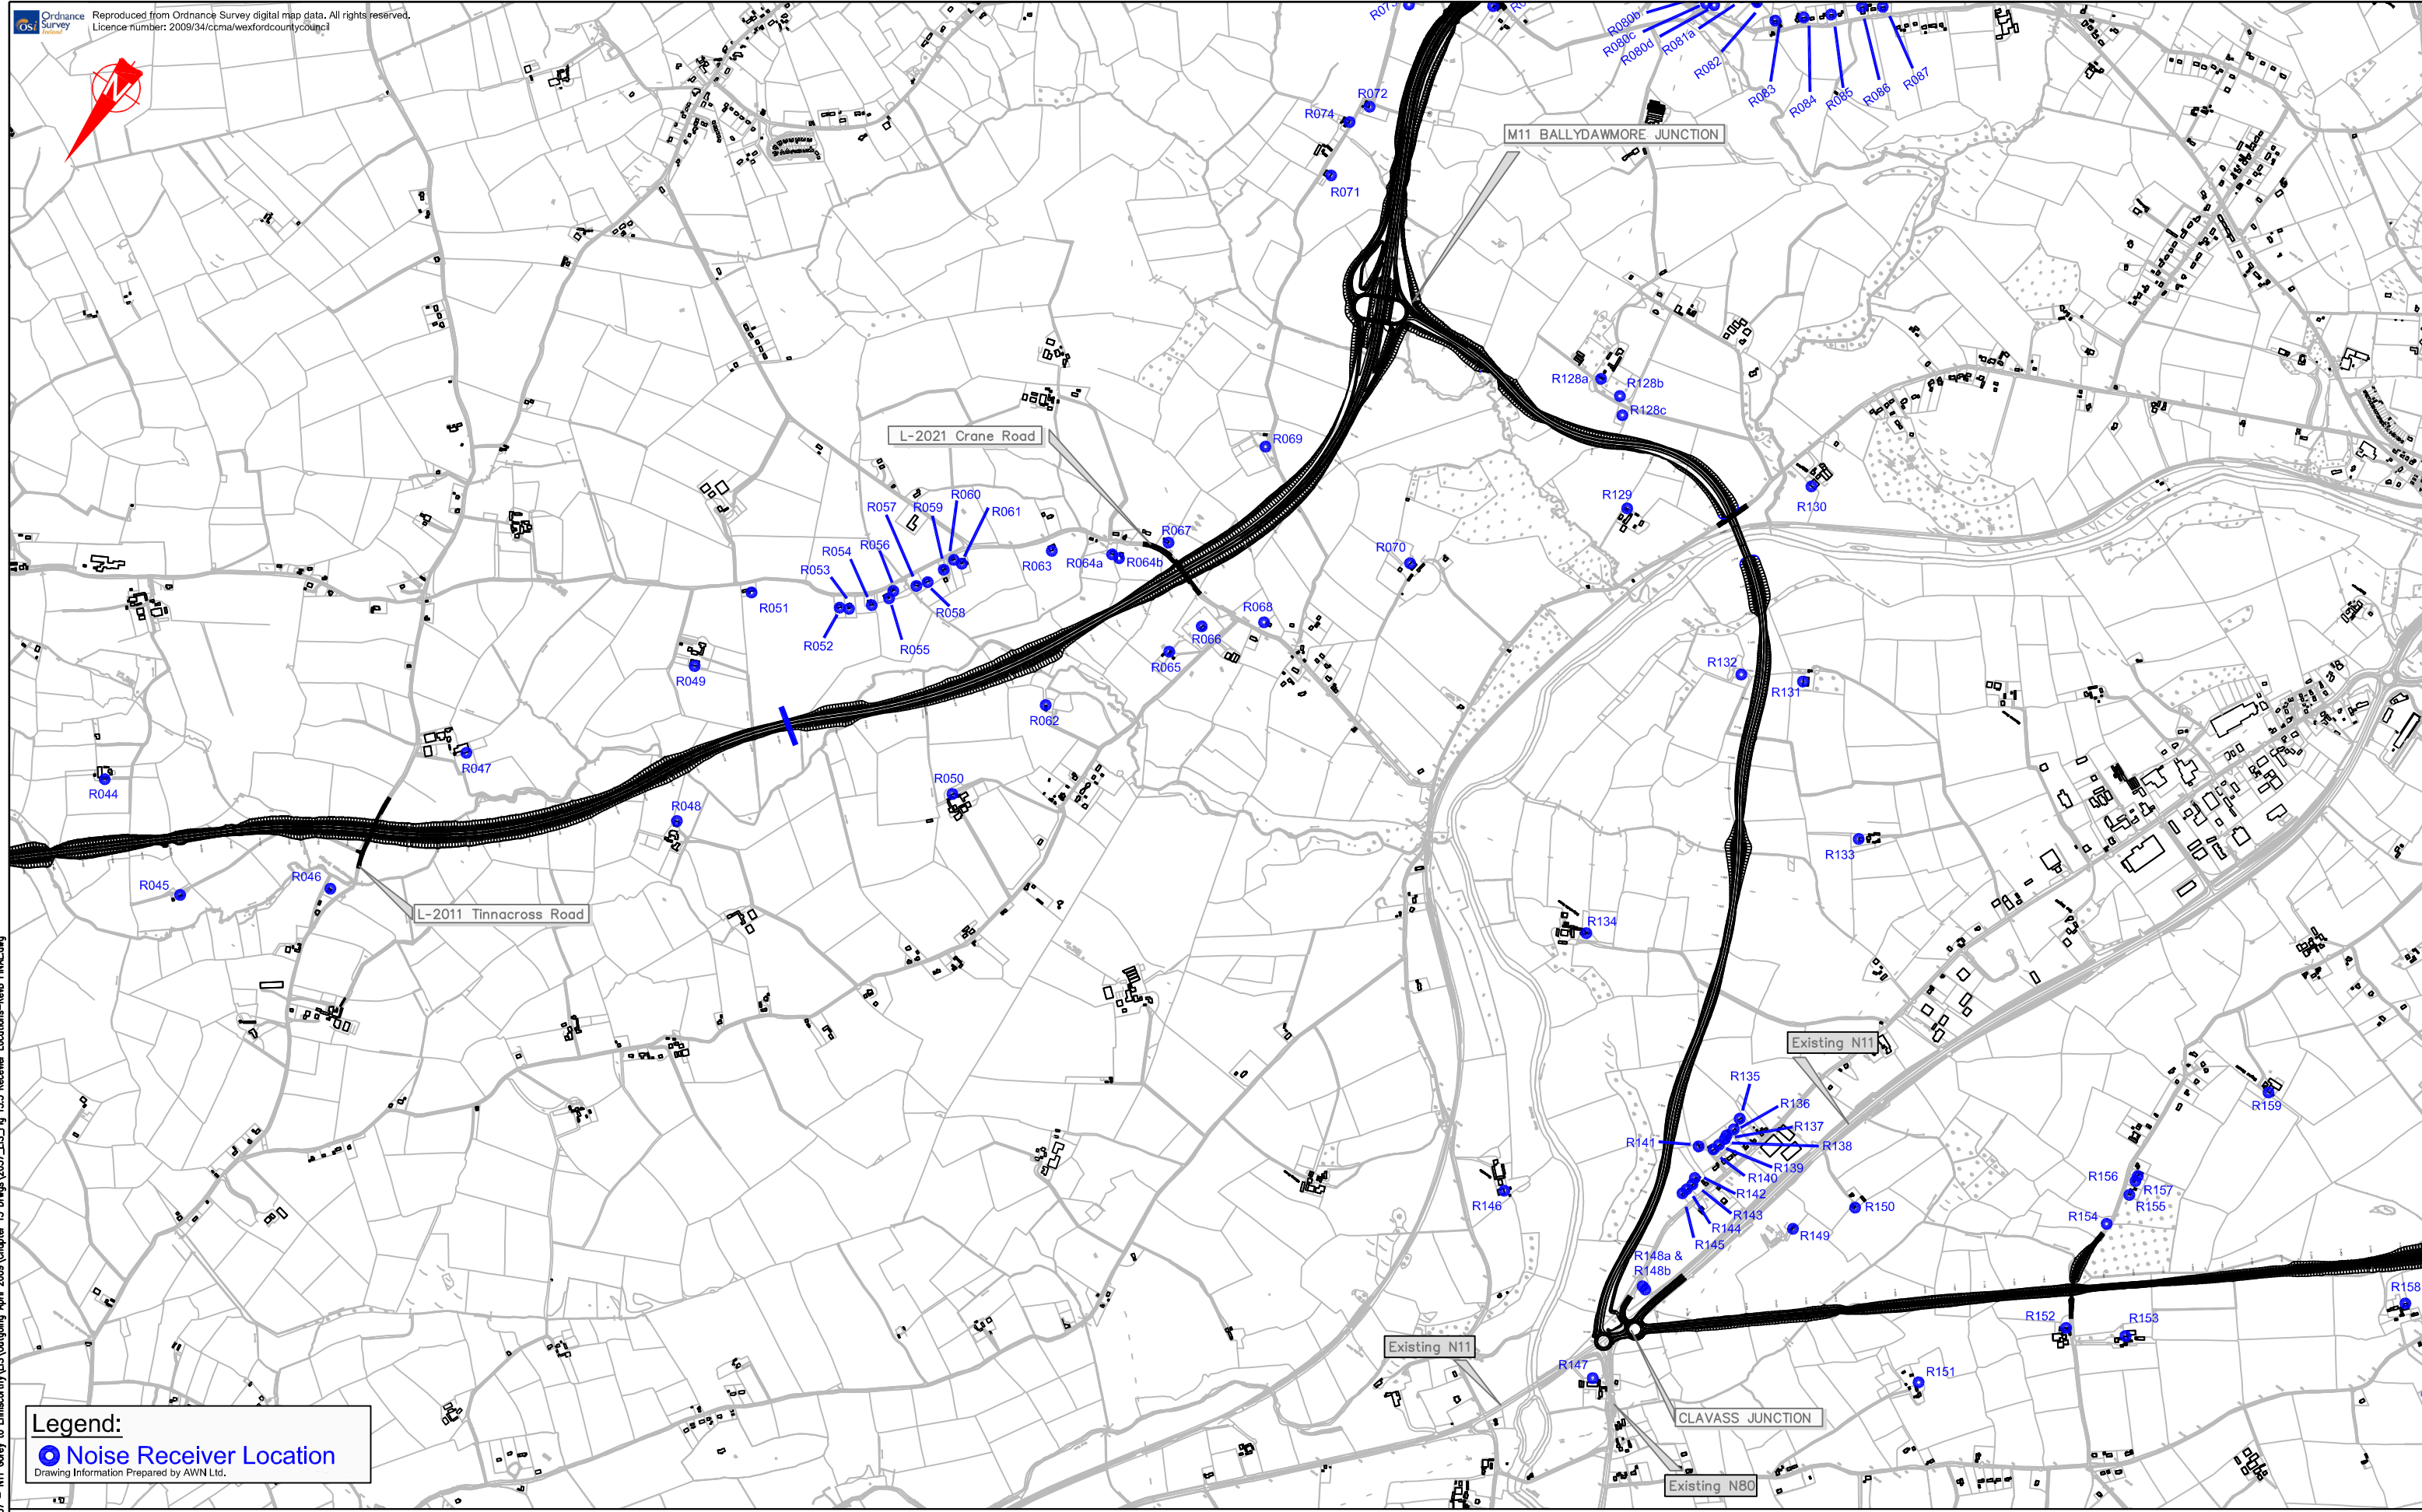 Ordnance
Survey
Ireland
OSi
Reproduced from Ordnance Survey digital map data. All rights reserved.
Licence number: 2009/34/ccma/wexfordcountycouncil
N
R080b
R080c
R080d
R081a
R082
R083
R084
R085
R086
R087
R072
R074
R071
M11 BALLYDAWMORE JUNCTION
R128a
R128b
R128c
L-2021 Crane Road
R069
R129
R130
R060
R057
R059
R061
R056
R054
R053
R067
R063
R064a
R064b
R070
R051
R058
R052
R055
R068
R066
R065
R049
R062
R132
R131
R047
R044
R050
R048
R133
R045
R046
L-2011 Tinnacross Road
R134
Existing N11
R135
R136
R137
R141
R138
R139
R140
R142
R143
R144
R145
R146
R159
R156
R157
R155
R154
R150
R149
R148a &
R148b
R158
R152
R153
Existing N11
R147
R151
CLAVASS JUNCTION
Existing N80
Legend:
Noise Receiver Location
Drawing Information Prepared by AWN Ltd.